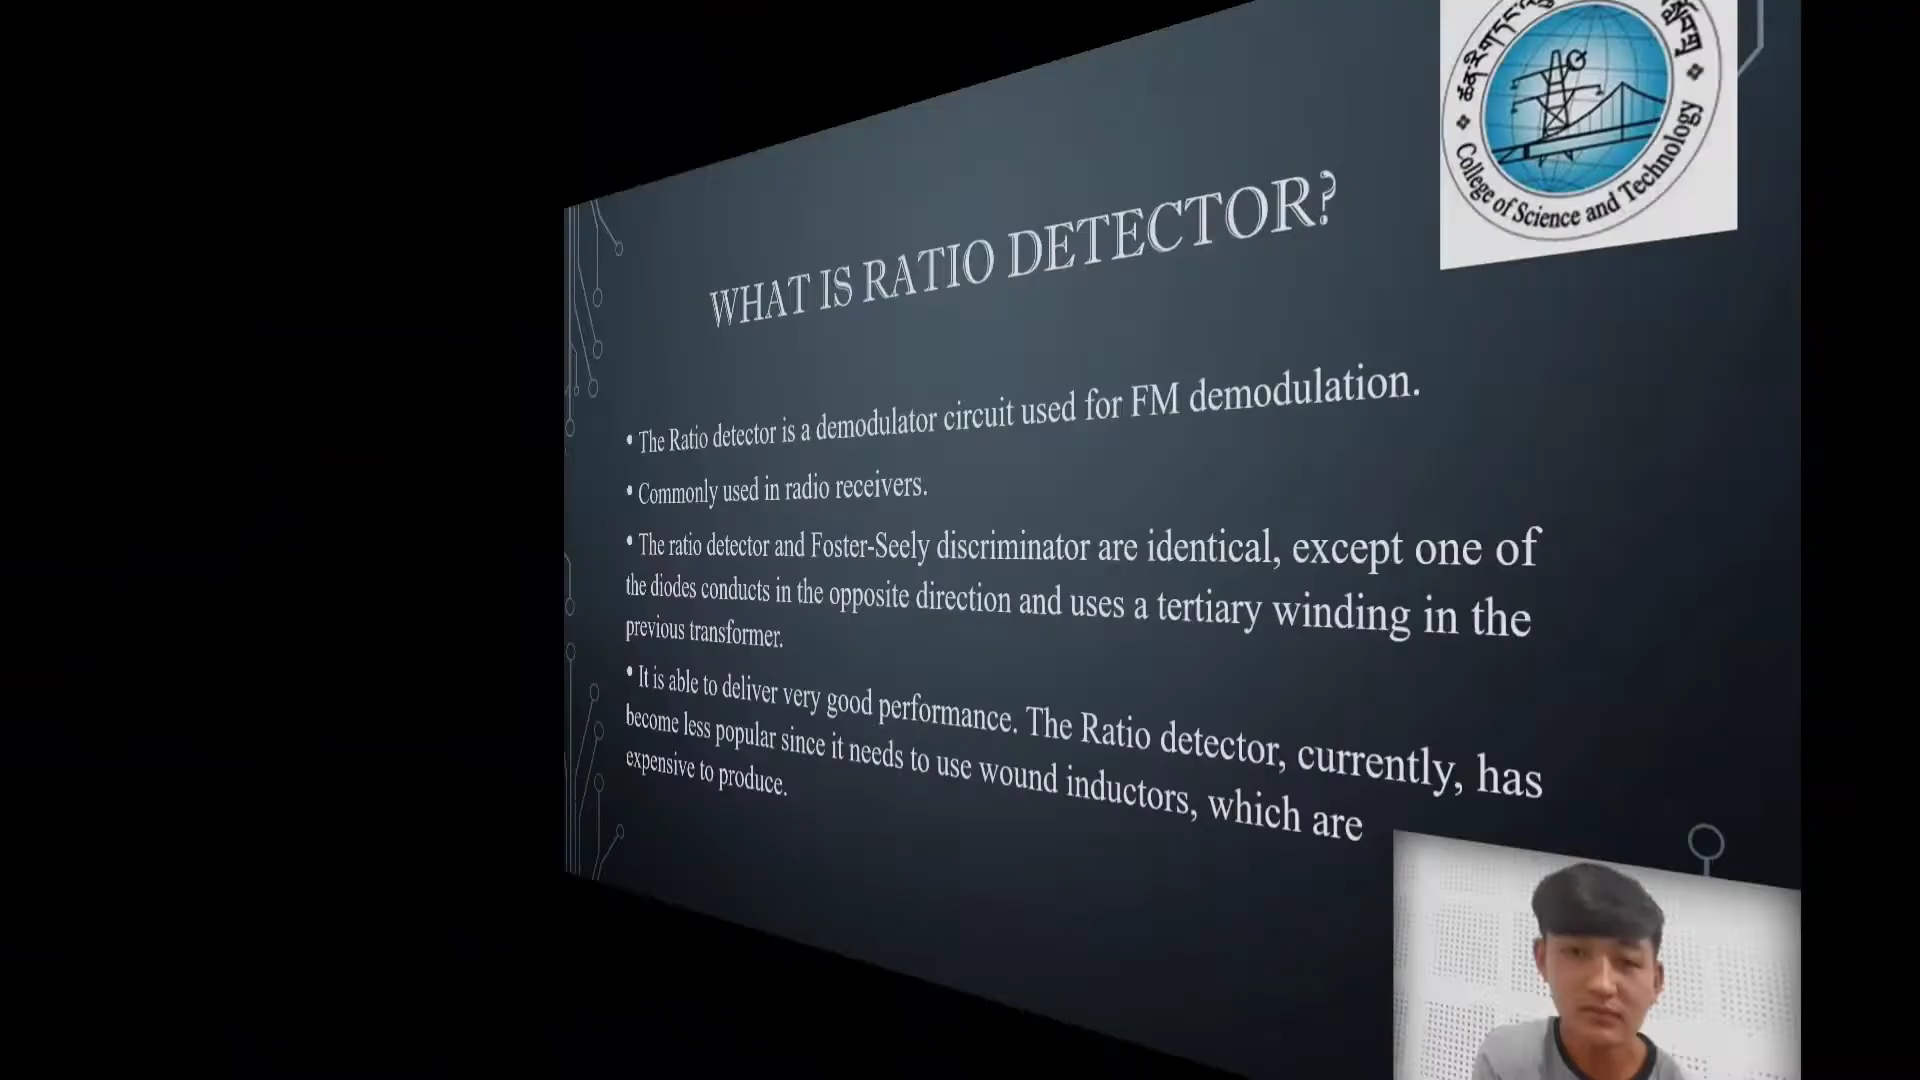 College of Science and Technology
WHAT IS RATIO DETECTOR?
• The Ratio detector is a demodulator circuit used for FM demodulation.
• Commonly used in radio receivers.
• The ratio detector and Foster-Seely discriminator are identical, except one of
the diodes conducts in the opposite direction and uses a tertiary winding in the
previous transformer.
• It is able to deliver very good performance. The Ratio detector, currently, has
become less popular since it needs to use wound inductors, which are
expensive to produce.